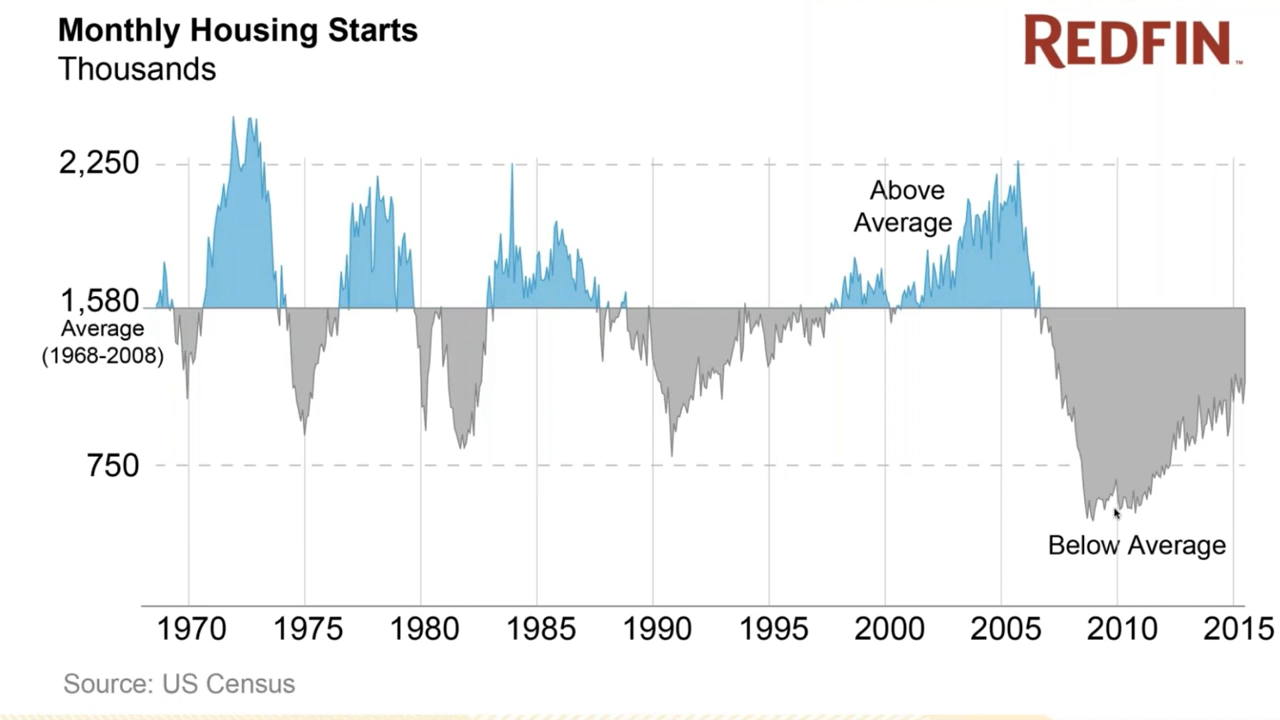 Monthly Housing Starts
Thousands
REDFIN™
2,250
Above
Average
1,580
Average
(1968-2008)
750
Below Average
1970 1975 1980 1985 1990 1995 2000 2005 2010 2015
Source: US Census